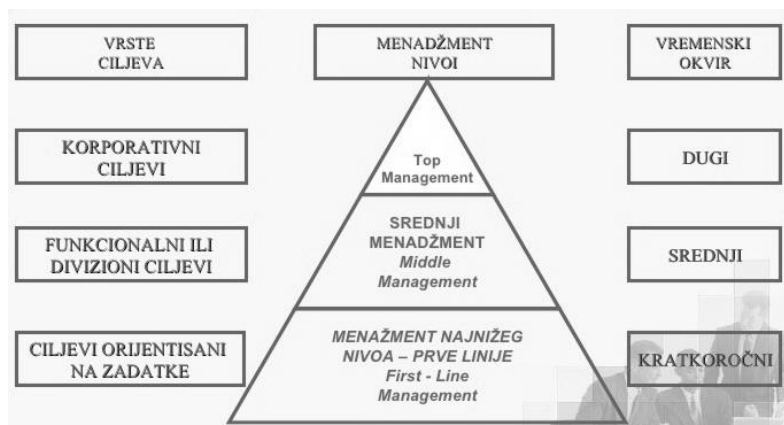 VRSTE
CILJEVA
MENADŽMENT
NIVOI
VREMENSKI
OKVIR
KORPORATIVNI
CILJEVI
Top
Management
DUGI
FUNKCIONALNI ILI
DIVIZIONI CILJEVI
SREDNJI
MENADŽMENT
Middle
Management
SREDNJI
CILJEVI ORIJENTISANI
NA ZADATKE
MENAŽMENT NAJNIŽEG
NIVOA – PRVE LINIJE
First - Line
Management
KRATKOROČNI